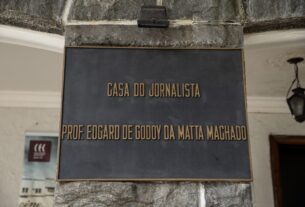 CASA DO JORNALISTA
PROF. EDGARD DE GODOY DA MATTA MACHADO